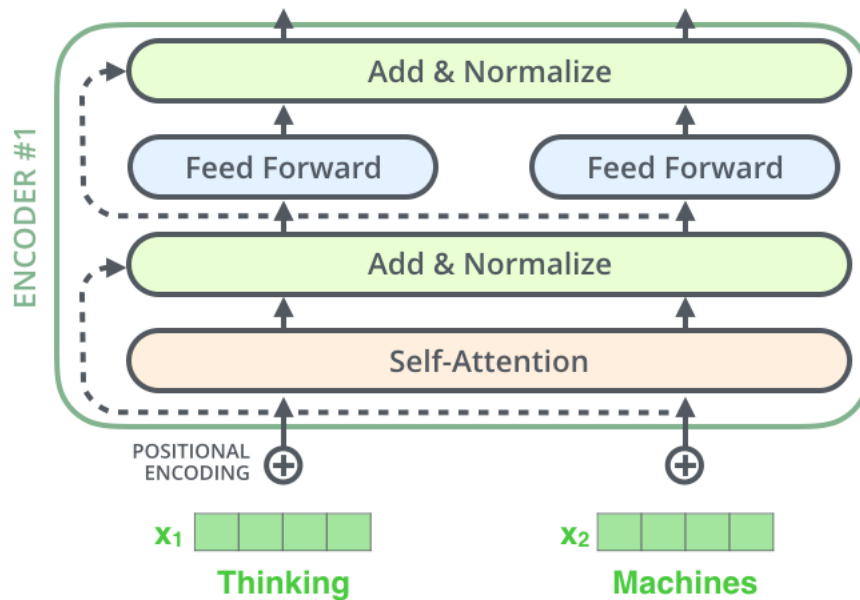 ENCODER #1
Add & Normalize
Feed Forward
Feed Forward
Add & Normalize
Self-Attention
POSITIONAL
ENCODING
x₁
x₂
Thinking
Machines